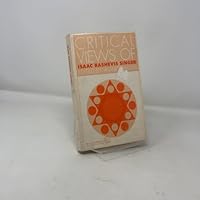 CRITICAL
VIEWS OF
ISAAC BASHEVIS SINGER